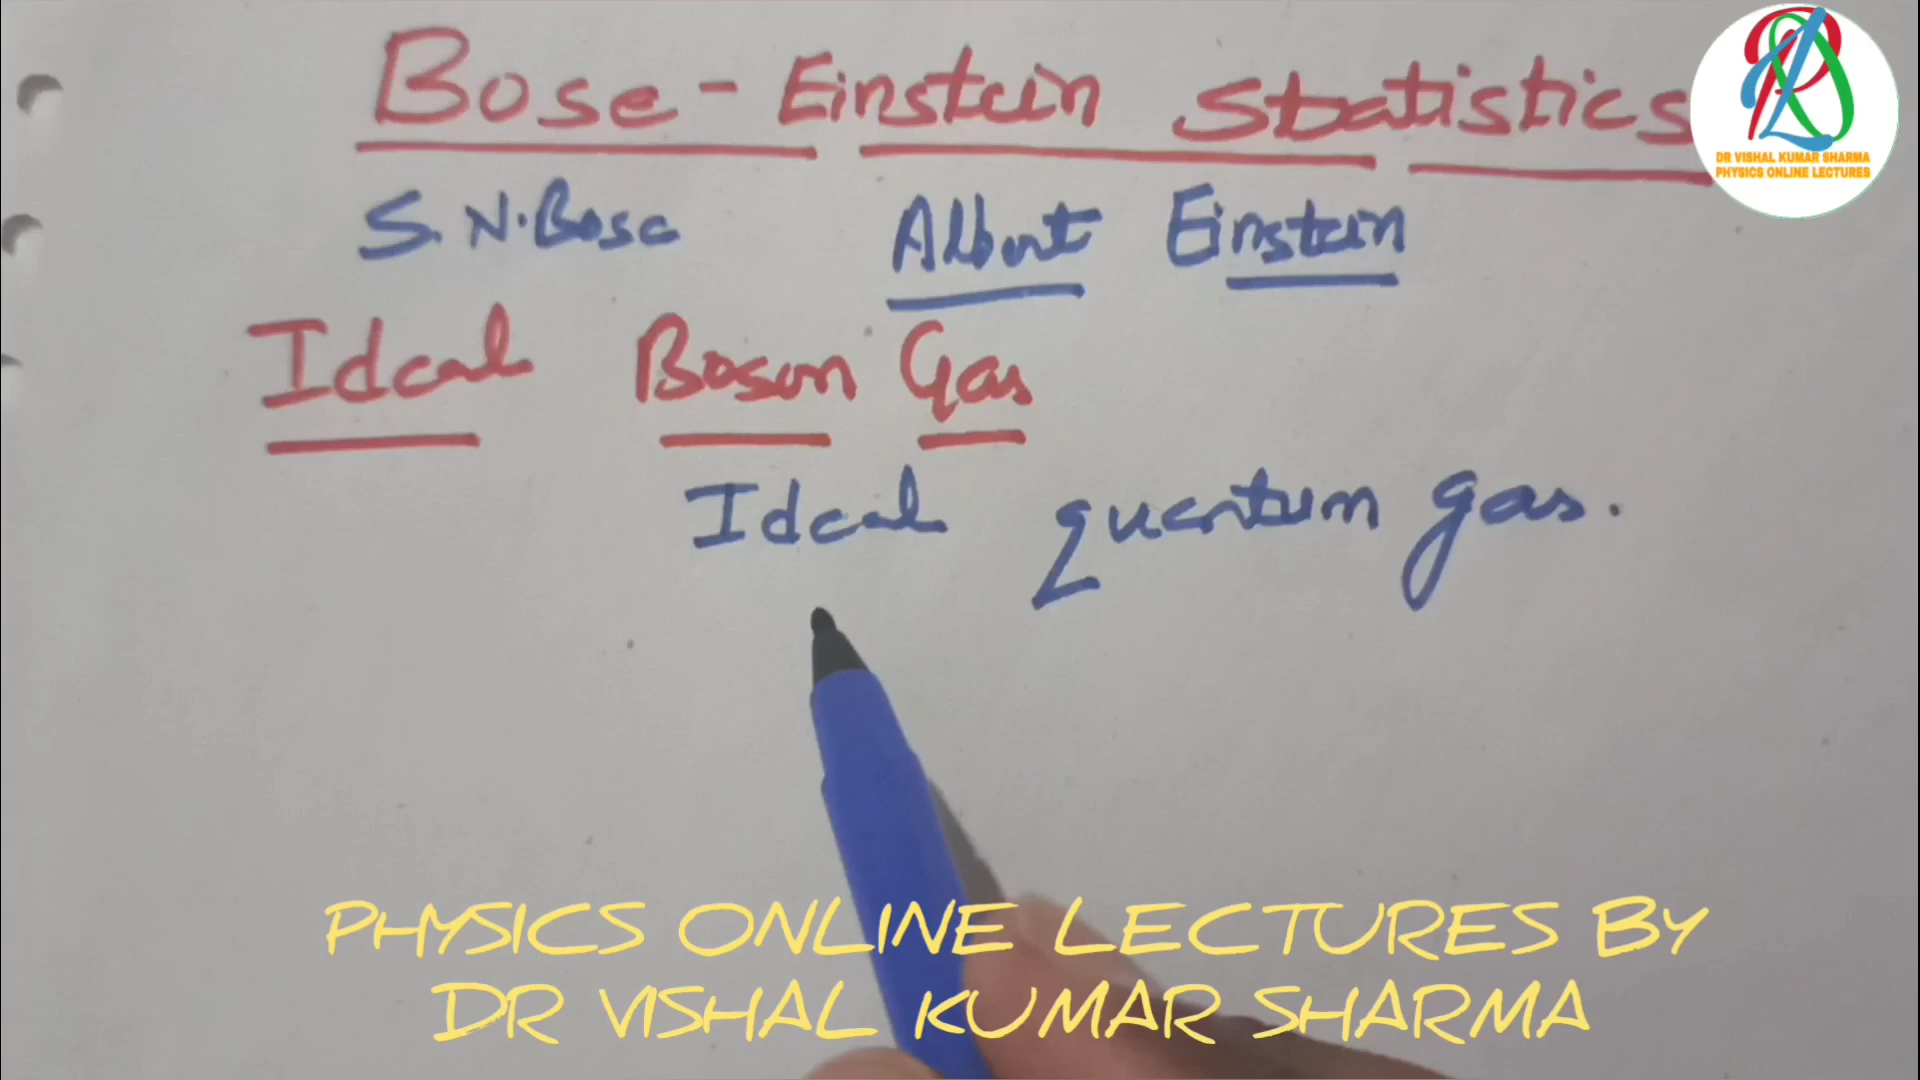 Bose - Einstein Statistics
S. N. Bose Albert Einstein
Ideal Boson Gas
Ideal quantum gas.
DR VISHAL KUMAR SHARMA
PHYSICS ONLINE LECTURES
PHYSICS ONLINE LECTURES BY
DR VISHAL KUMAR SHARMA